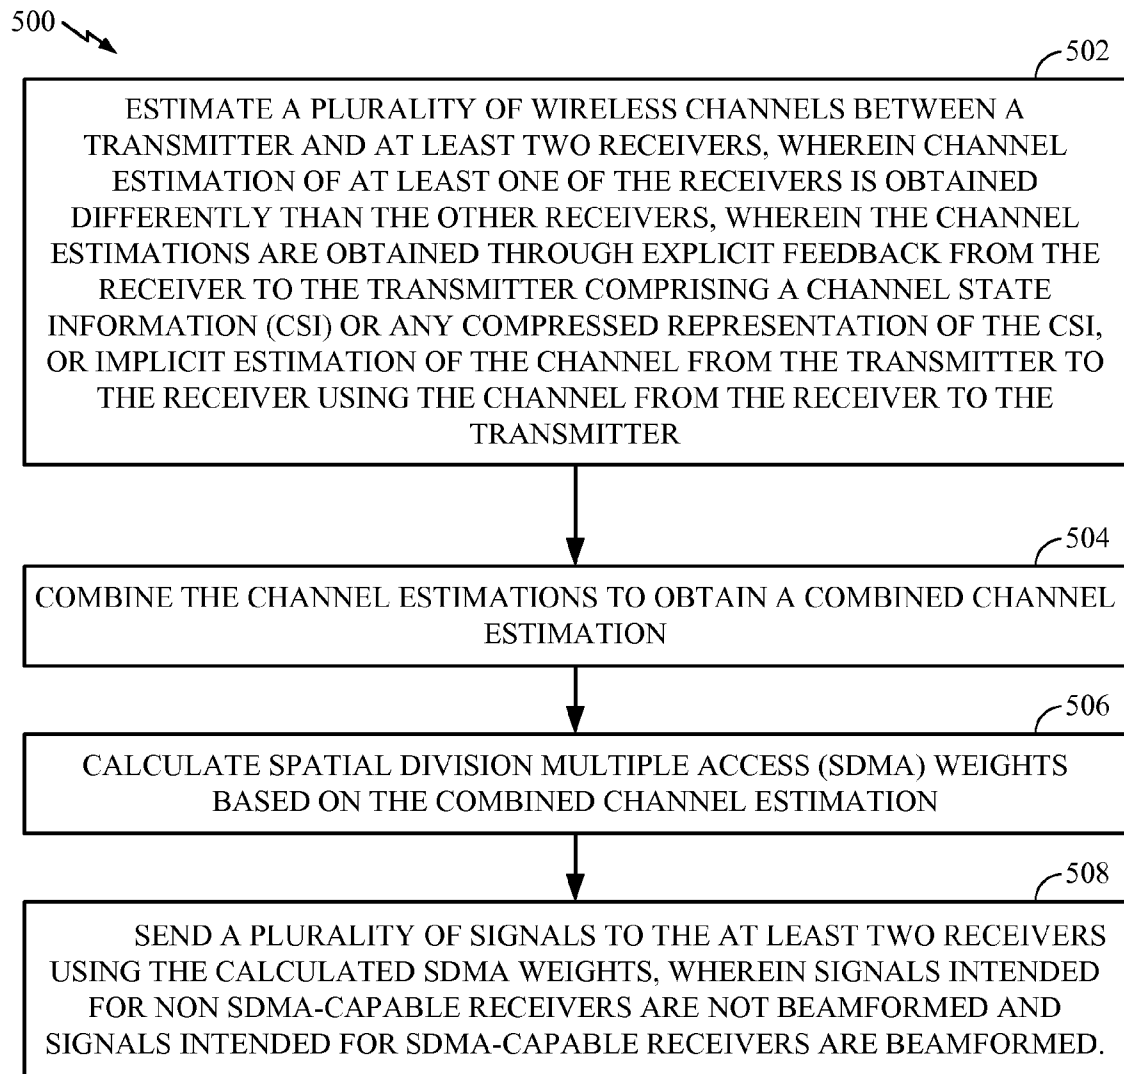 500
502
ESTIMATE A PLURALITY OF WIRELESS CHANNELS BETWEEN A
TRANSMITTER AND AT LEAST TWO RECEIVERS, WHEREIN CHANNEL
ESTIMATION OF AT LEAST ONE OF THE RECEIVERS IS OBTAINED
DIFFERENTLY THAN THE OTHER RECEIVERS, WHEREIN THE CHANNEL
ESTIMATIONS ARE OBTAINED THROUGH EXPLICIT FEEDBACK FROM THE
RECEIVER TO THE TRANSMITTER COMPRISING A CHANNEL STATE
INFORMATION (CSI) OR ANY COMPRESSED REPRESENTATION OF THE CSI,
OR IMPLICIT ESTIMATION OF THE CHANNEL FROM THE TRANSMITTER TO
THE RECEIVER USING THE CHANNEL FROM THE RECEIVER TO THE
TRANSMITTER
504
COMBINE THE CHANNEL ESTIMATIONS TO OBTAIN A COMBINED CHANNEL
ESTIMATION
506
CALCULATE SPATIAL DIVISION MULTIPLE ACCESS (SDMA) WEIGHTS
BASED ON THE COMBINED CHANNEL ESTIMATION
508
SEND A PLURALITY OF SIGNALS TO THE AT LEAST TWO RECEIVERS
USING THE CALCULATED SDMA WEIGHTS, WHEREIN SIGNALS INTENDED
FOR NON SDMA-CAPABLE RECEIVERS ARE NOT BEAMFORMED AND
SIGNALS INTENDED FOR SDMA-CAPABLE RECEIVERS ARE BEAMFORMED.